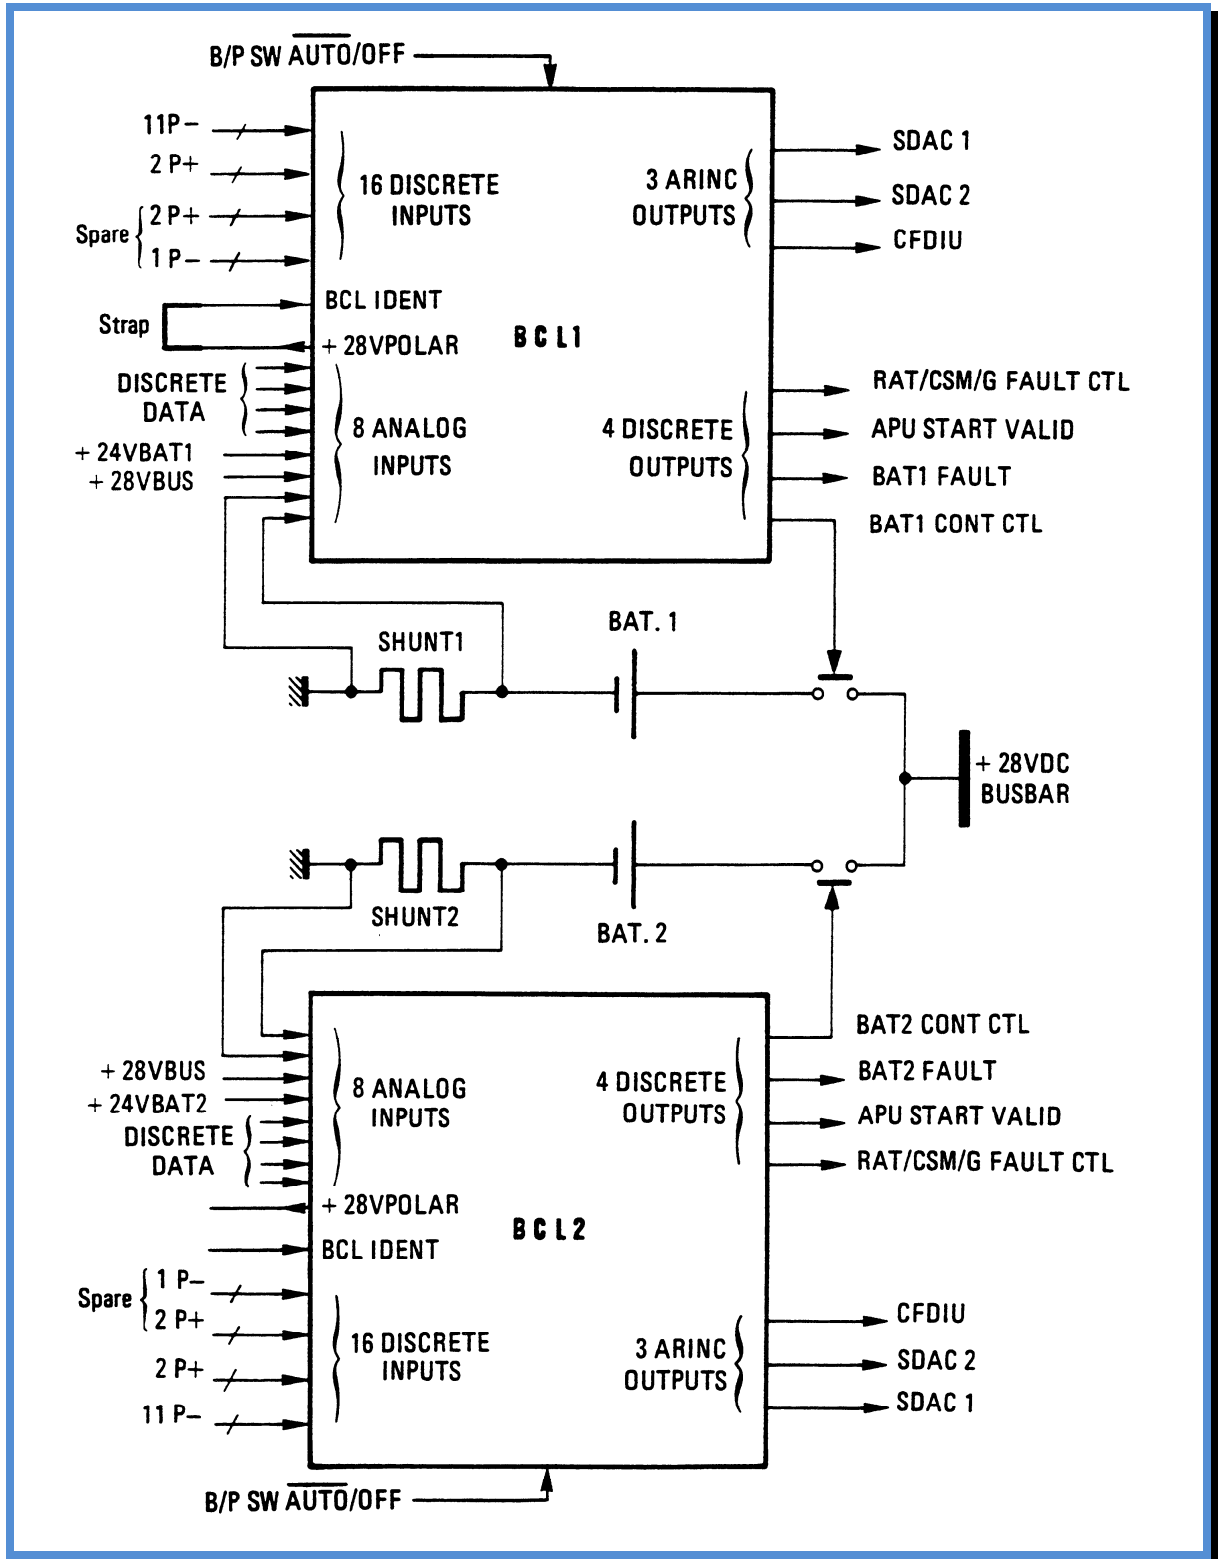 B/P SW AUTO/OFF
11P-
2 P+
Spare
2 P+
1 P-
16 DISCRETE
INPUTS
3 ARINC
OUTPUTS
SDAC 1
SDAC 2
CFDIU
Strap
BCL IDENT
+ 28VPOLAR
BCL1
DISCRETE
DATA
+ 24VBAT1
+ 28VBUS
8 ANALOG
INPUTS
4 DISCRETE
OUTPUTS
RAT/CSM/G FAULT CTL
APU START VALID
BAT1 FAULT
BAT1 CONT CTL
SHUNT1
BAT. 1
+ 28VDC
BUSBAR
SHUNT2
BAT. 2
+ 28VBUS
+ 24VBAT2
DISCRETE
DATA
8 ANALOG
INPUTS
4 DISCRETE
OUTPUTS
BAT2 CONT CTL
BAT2 FAULT
APU START VALID
RAT/CSM/G FAULT CTL
+ 28VPOLAR
BCL IDENT
BCL2
Spare
1 P-
2 P+
2 P+
11 P-
16 DISCRETE
INPUTS
3 ARINC
OUTPUTS
CFDIU
SDAC 2
SDAC 1
B/P SW AUTO/OFF